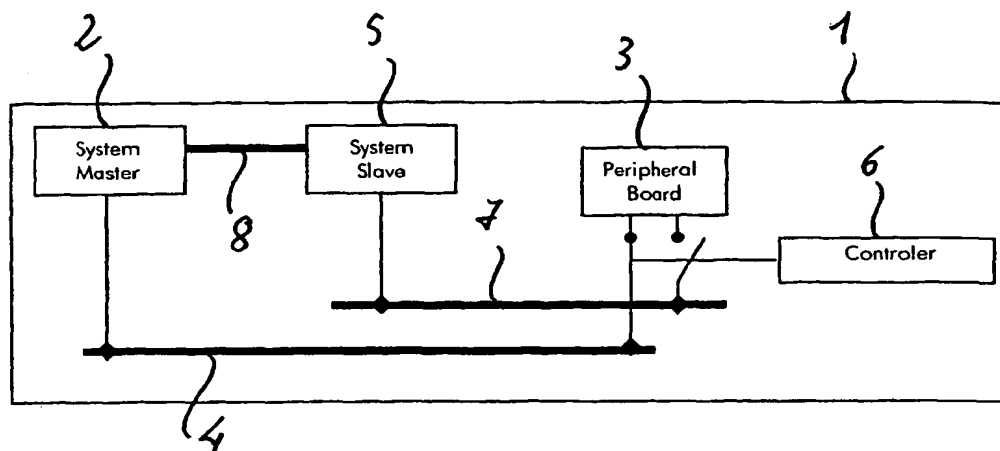 2
5
3
1
System
Master
System
Slave
Peripheral
Board
6
8
7
Controler
4